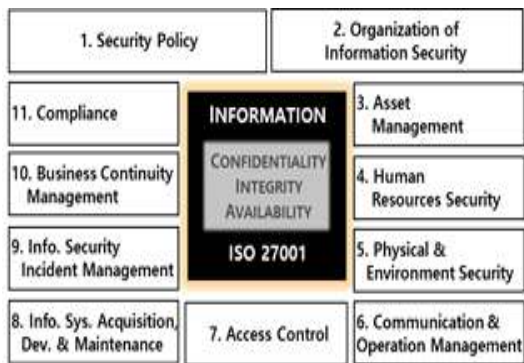 1. Security Policy
2. Organization of
Information Security
11. Compliance
INFORMATION
3. Asset
Management
10. Business Continuity
Management
CONFIDENTIALITY
INTEGRITY
AVAILABILITY
4. Human
Resources Security
9. Info. Security
Incident Management
ISO 27001
5. Physical &
Environment Security
8. Info. Sys. Acquisition,
Dev. & Maintenance
7. Access Control
6. Communication &
Operation Management